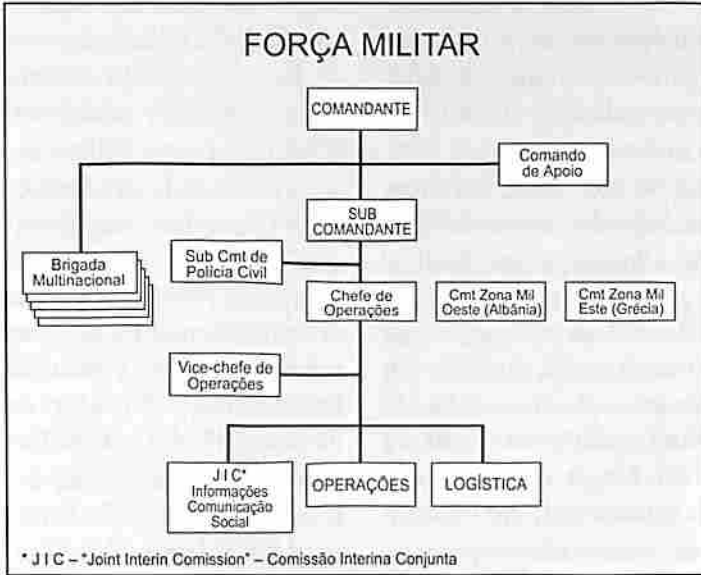 FORÇA MILITAR
COMANDANTE
Comando
de Apoio
SUB
COMANDANTE
Sub Cmt de
Polícia Civil
Brigada
Multinacional
Chefe de
Operações
Cmt Zona Mil
Oeste (Albânia)
Cmt Zona Mil
Este (Grécia)
Vice-chefe de
Operações
J I C*
Informações
Comunicação
Social
OPERAÇÕES
LOGÍSTICA
* J I C – "Joint Interin Comission" – Comissão Interina Conjunta